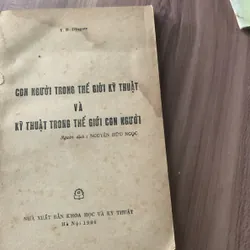 CON NGƯỜI TRONG THẾ GIỚI KỸ THUẬT
VÀ
KỸ THUẬT TRONG THẾ GIỚI CON NGƯỜI
Người dịch : NGUYỄN HỮU NGỌC
NHÀ XUẤT BẢN KHOA HỌC VÀ KỸ THUẬT
Hà Nội